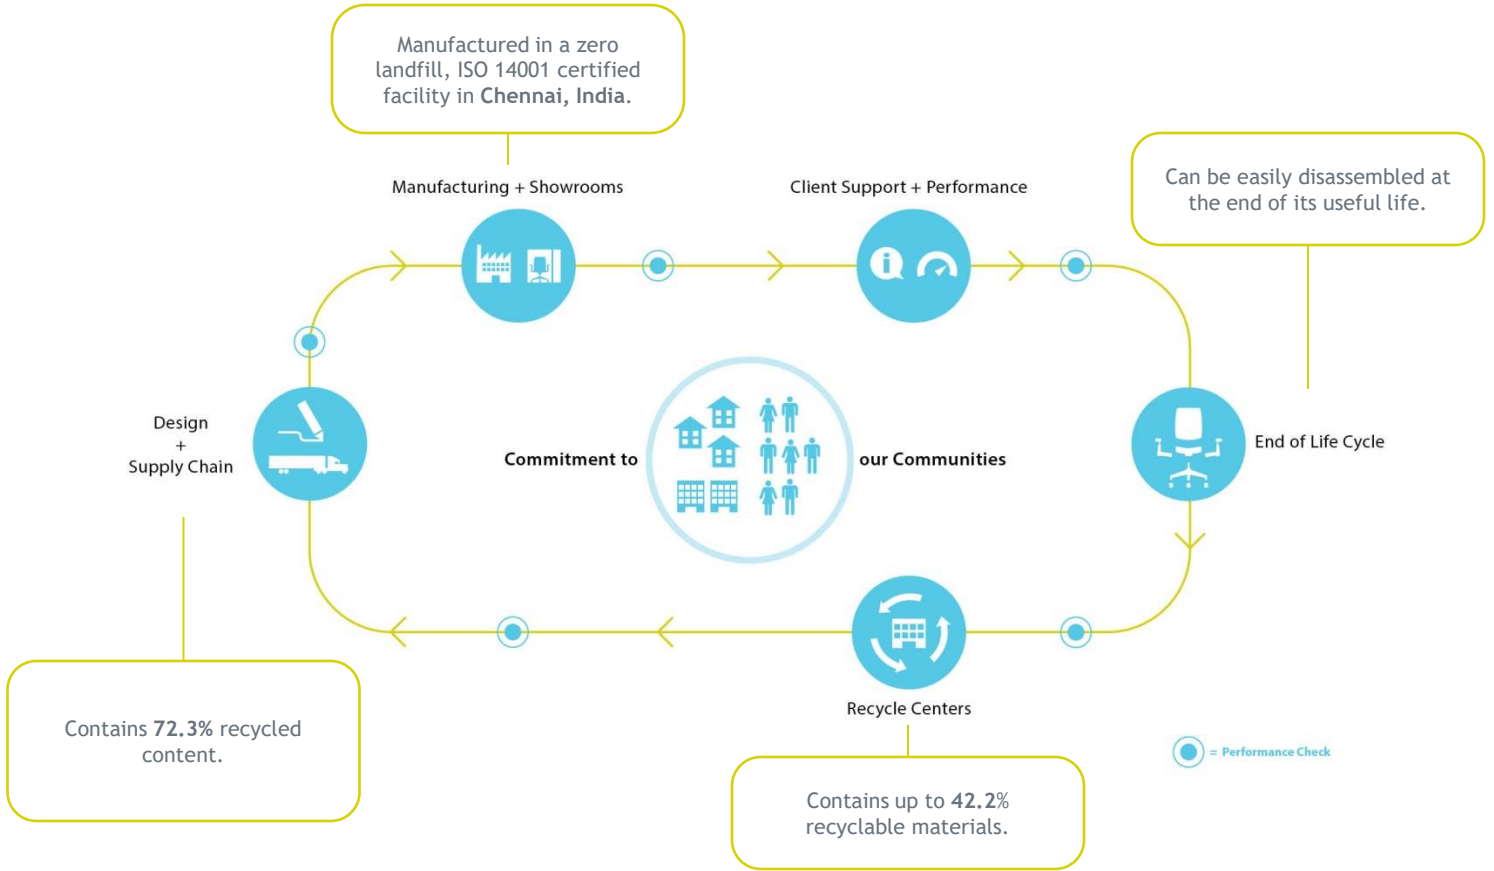 Manufactured in a zero
landfill, ISO 14001 certified
facility in Chennai, India.
Manufacturing + Showrooms
Client Support + Performance
Can be easily disassembled at
the end of its useful life.
Design
+
Supply Chain
Commitment to
our Communities
End of Life Cycle
Recycle Centers
Contains 72.3% recycled
content.
Contains up to 42.2%
recyclable materials.
= Performance Check